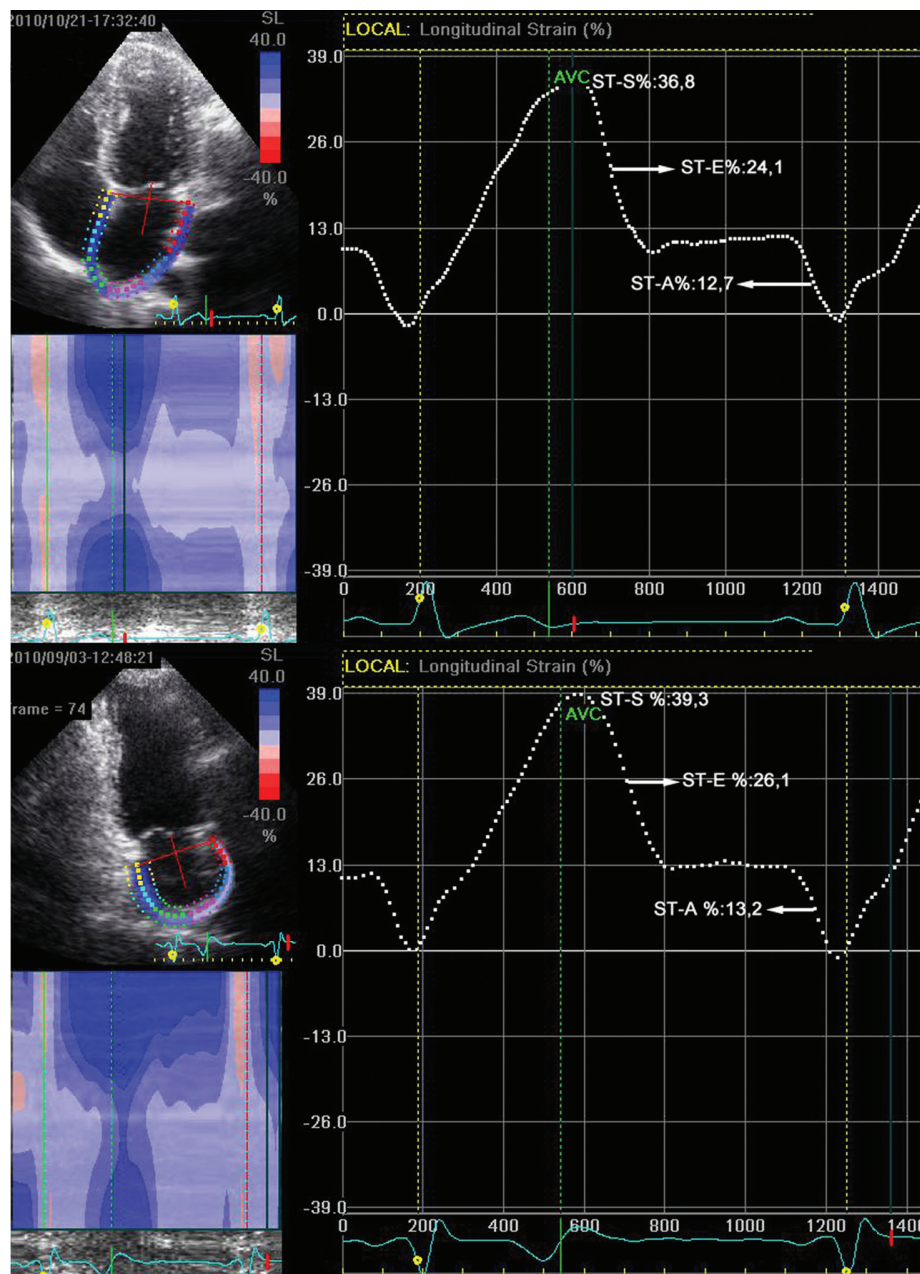 2010/10/21-17:32:40
SL
40.0
-40.0
%
LOCAL: Longitudinal Strain (%)
39.0
26.0
13.0
0.0
-13.0
-26.0
-39.0
AVC
ST-S%:36,8
ST-E%:24,1
ST-A%:12,7
0
200
400
600
800
1000
1200
1400
2010/09/03-12:48:21
SL
40.0
frame = 74
-40.0
%
LOCAL: Longitudinal Strain (%)
39.0
26.0
13.0
0.0
-13.0
-26.0
-39.0
ST-S %:39,3
AVC
ST-E %:26,1
ST-A %:13,2
0
200
400
600
800
1000
1200
1400